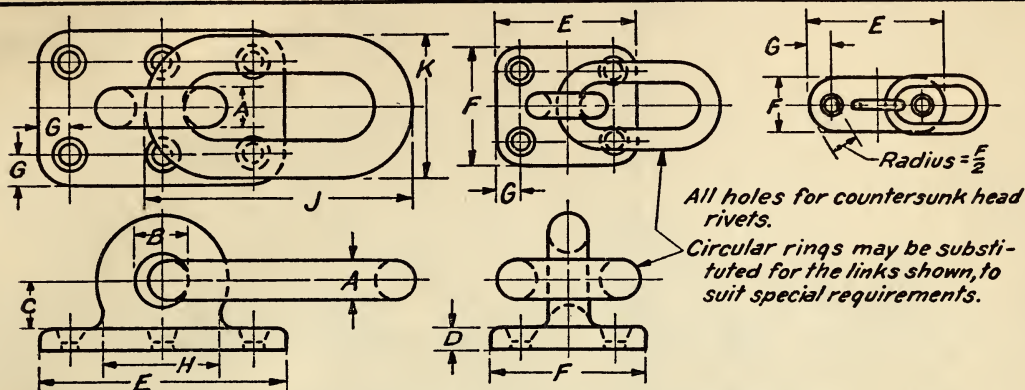 E
E
G
K
A
F
F
G
G
G
Radius = F/2
J
All holes for countersunk head
rivets.
Circular rings may be substi-
tuted for the links shown, to
suit special requirements.
B
A
C
D
H
E
F